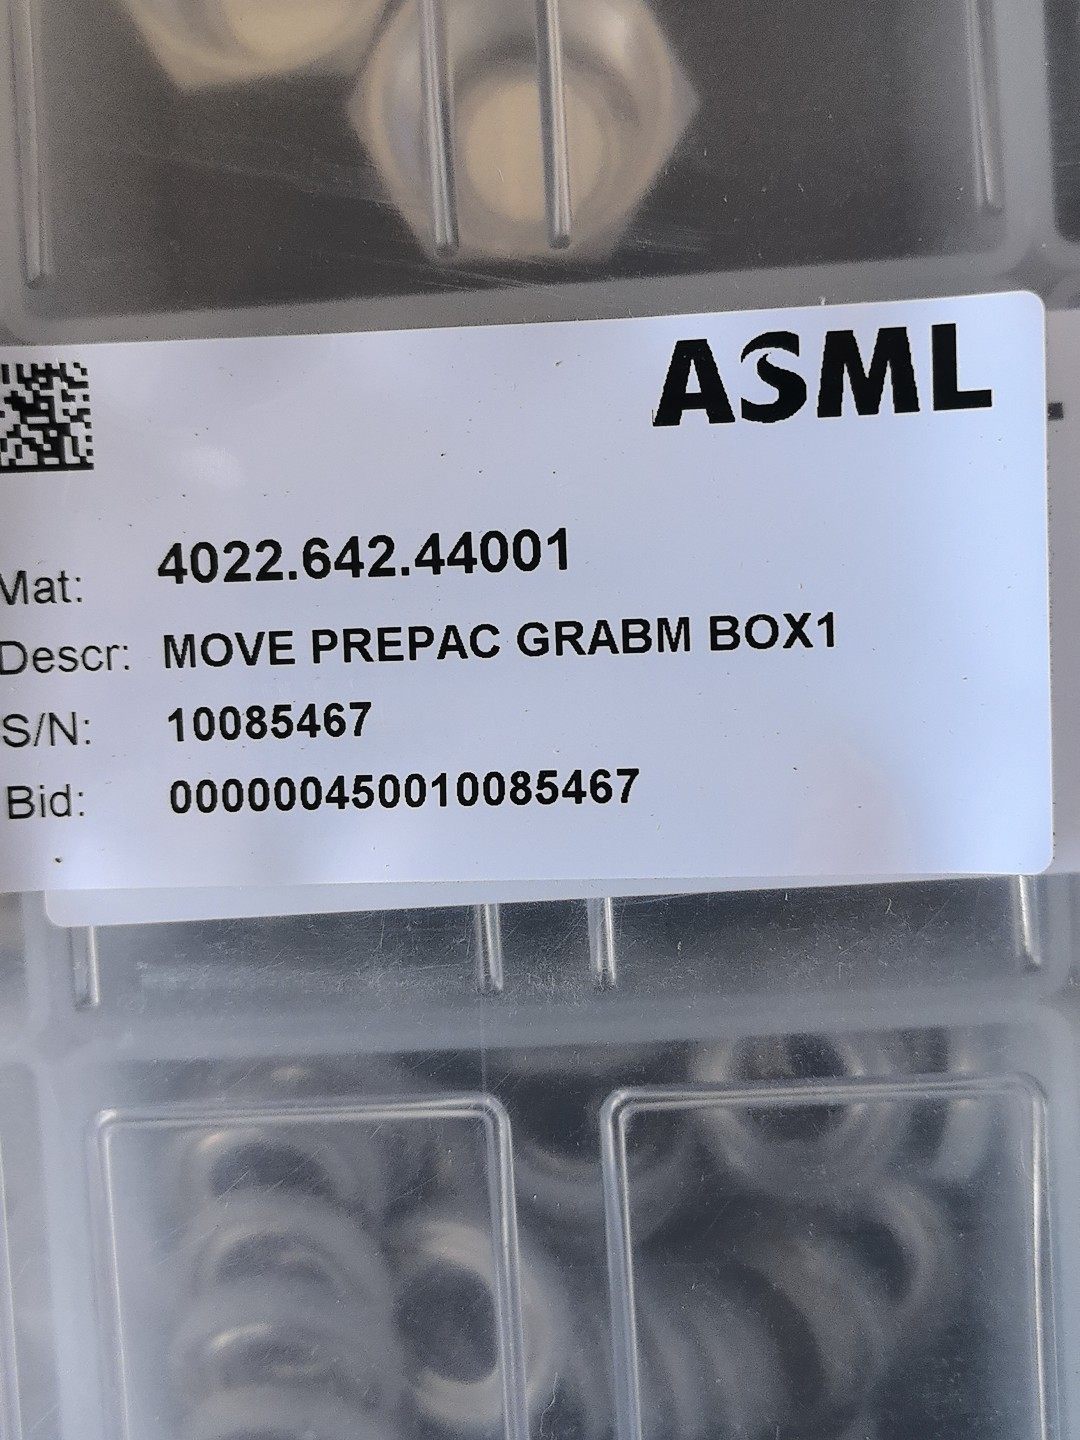 ASML
Mat: 4022.642.44001
Descr: MOVE PREPAC GRABM BOX1
S/N: 10085467
Bid: 000000450010085467